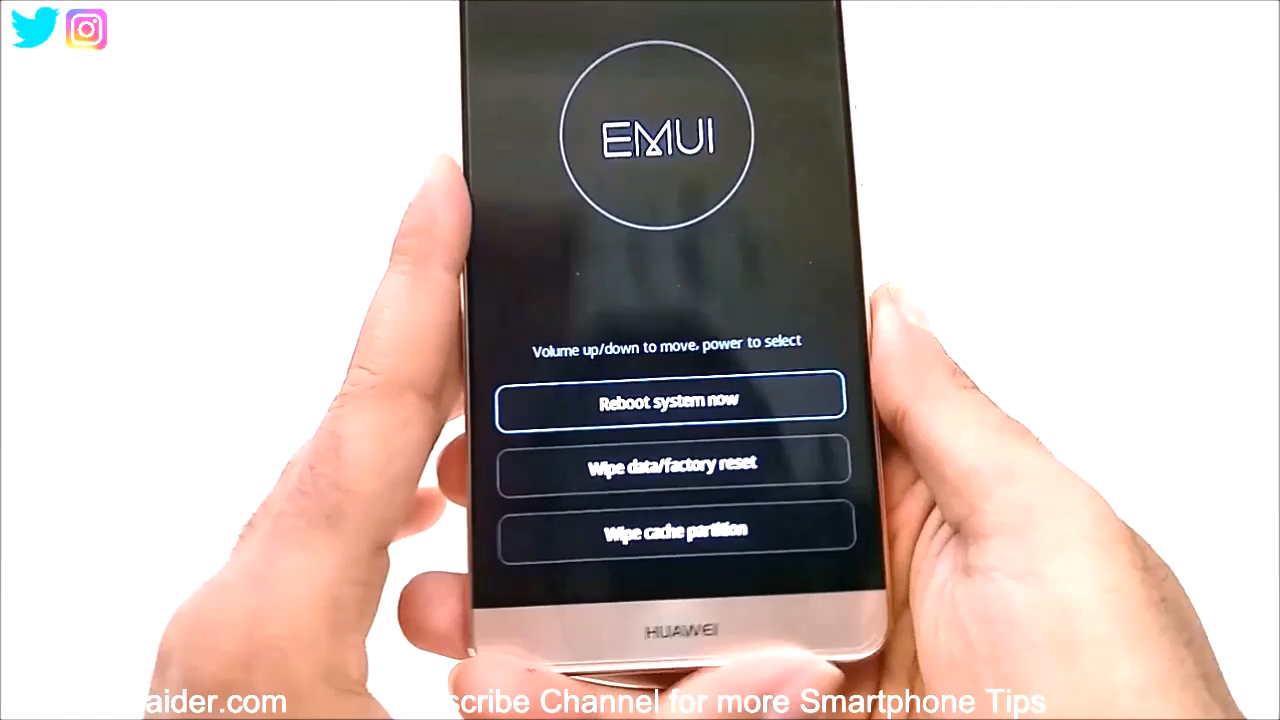 EMUI
Volume up/down to move, power to select
Reboot system now
Wipe data/factory reset
Wipe cache partition
HUAWEI
aider.com
scribe Channel for more Smartphone Tips